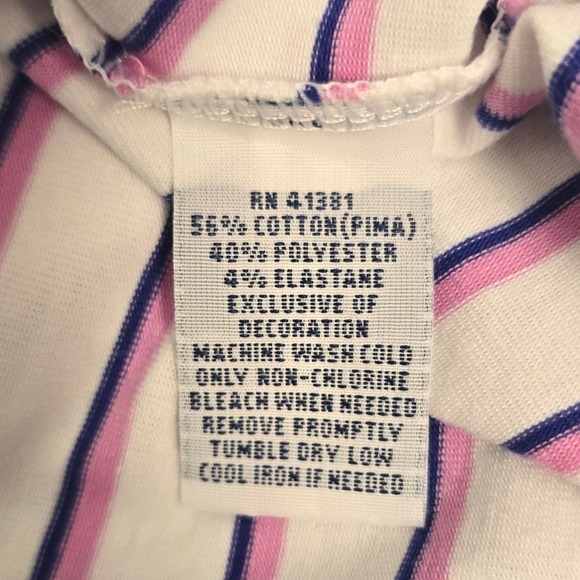 RN 41381
56% COTTON(PIMA)
40% POLYESTER
4% ELASTANE
EXCLUSIVE OF
DECORATION
MACHINE WASH COLD
ONLY NON-CHLORINE
BLEACH WHEN NEEDED
REMOVE PROMPTLY
TUMBLE DRY LOW
COOL IRON IF NEEDED